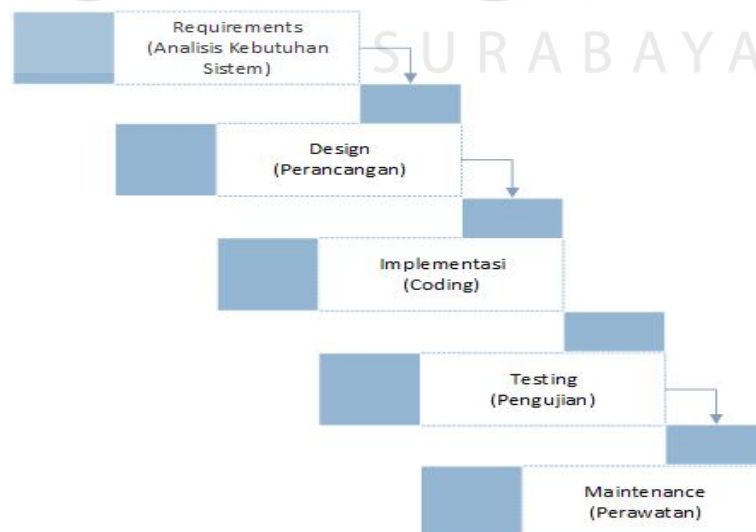 SURABAYA
Requirements
(Analisis Kebutuhan
Sistem)
Design
(Perancangan)
Implementasi
(Coding)
Testing
(Pengujian)
Maintenance
(Perawatan)